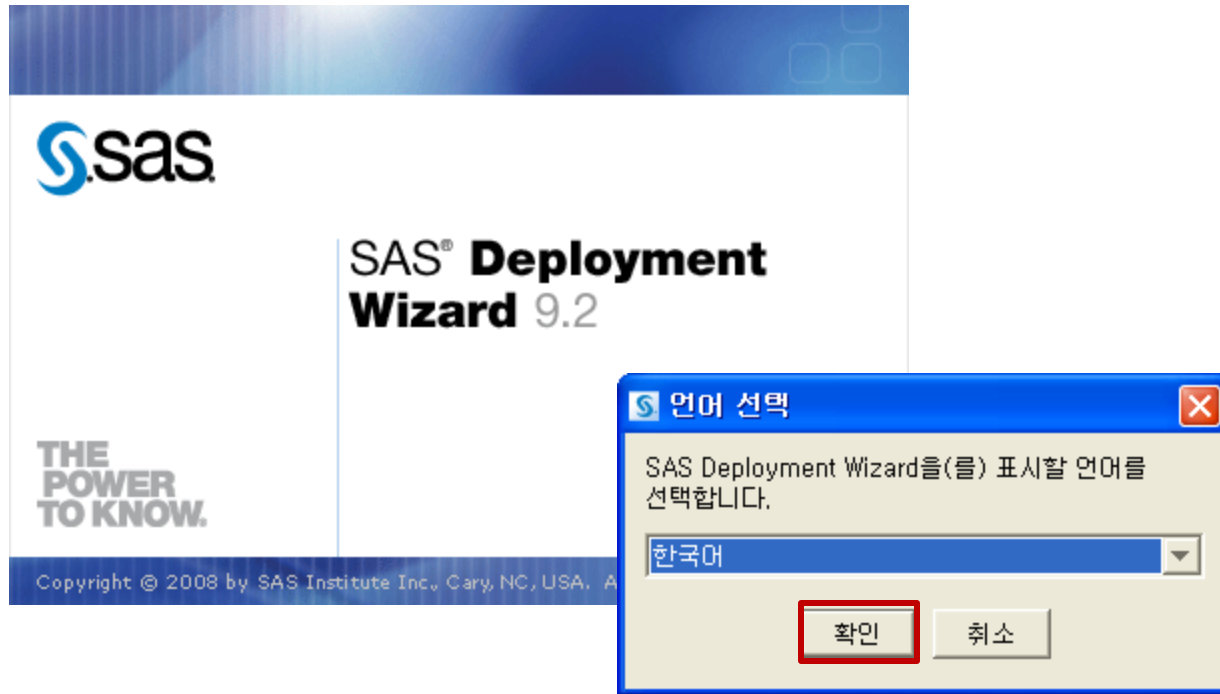 sas
SAS® Deployment
Wizard 9.2
THE
POWER
TO KNOW.
Copyright © 2008 by SAS Institute Inc., Cary, NC, USA. A
언어 선택
SAS Deployment Wizard을(를) 표시할 언어를
선택합니다.
한국어
확인 취소